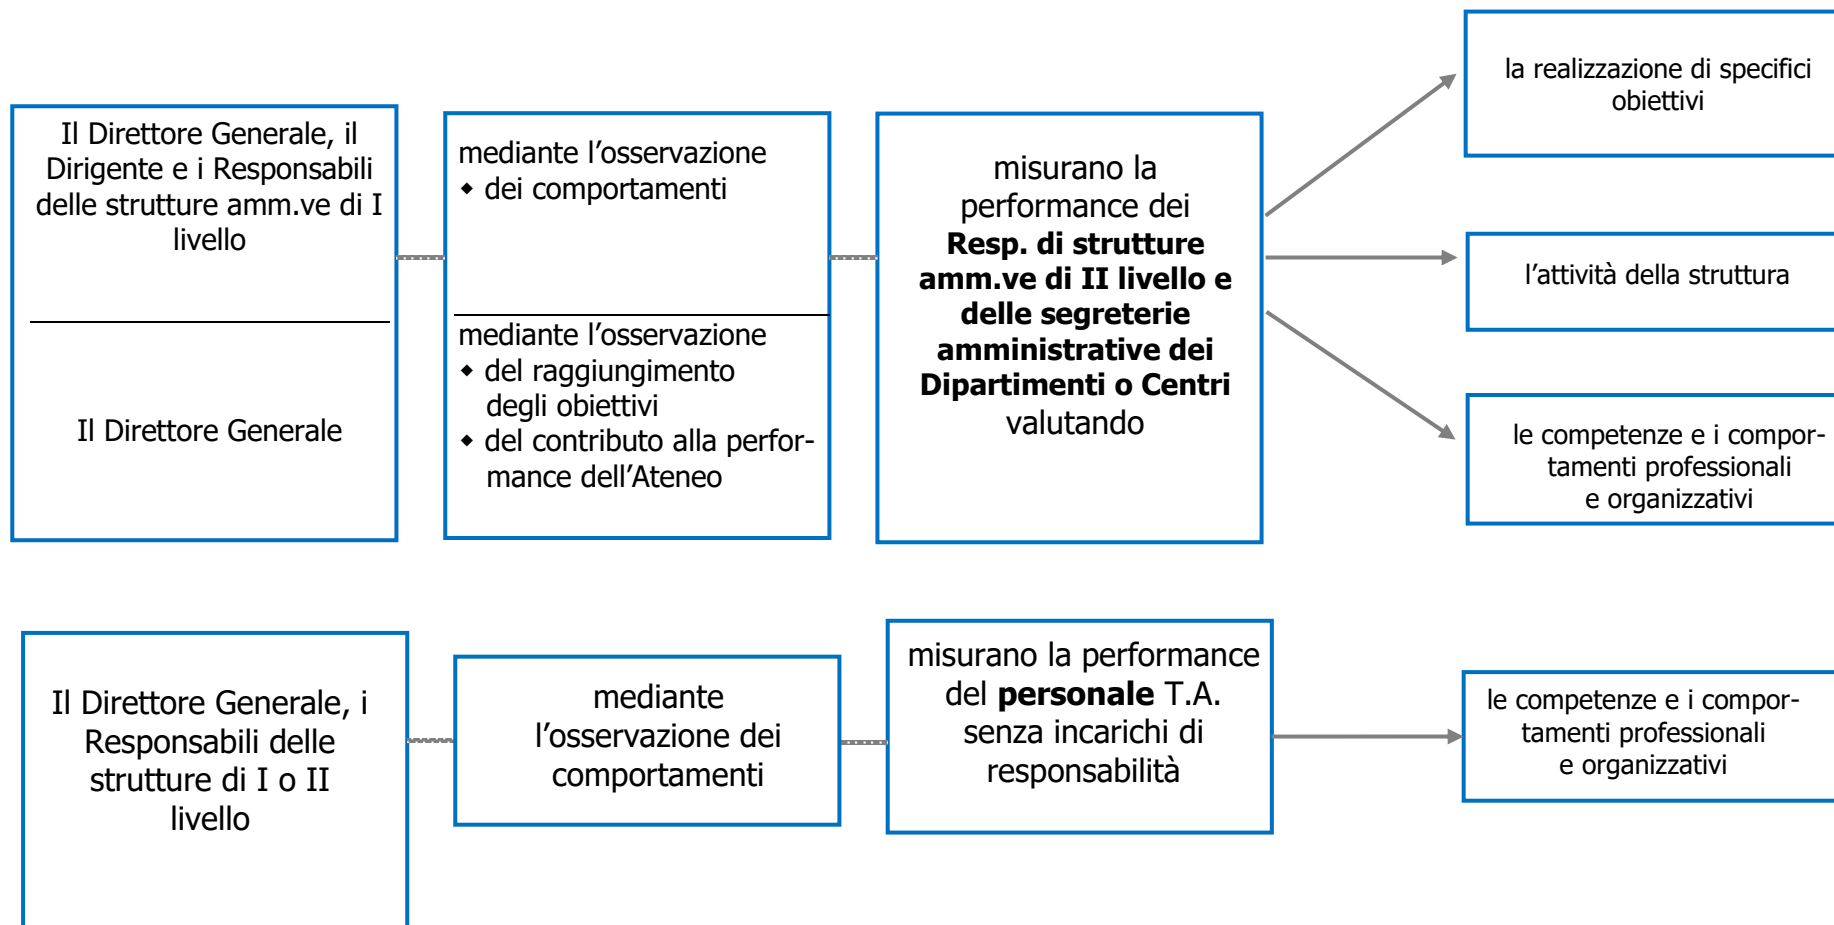 Il Direttore Generale, il
Dirigente e i Responsabili
delle strutture amm.ve di I
livello
Il Direttore Generale
mediante l’osservazione
◆ dei comportamenti
mediante l’osservazione
◆ del raggiungimento
degli obiettivi
◆ del contributo alla perfor-
mance dell’Ateneo
misurano la
performance dei
Resp. di strutture
amm.ve di II livello e
delle segreterie
amministrative dei
Dipartimenti o Centri
valutando
la realizzazione di specifici
obiettivi
l’attività della struttura
le competenze e i compor-
tamenti professionali
e organizzativi
Il Direttore Generale, i
Responsabili delle
strutture di I o II
livello
mediante
l’osservazione dei
comportamenti
misurano la performance
del personale T.A.
senza incarichi di
responsabilità
le competenze e i compor-
tamenti professionali
e organizzativi